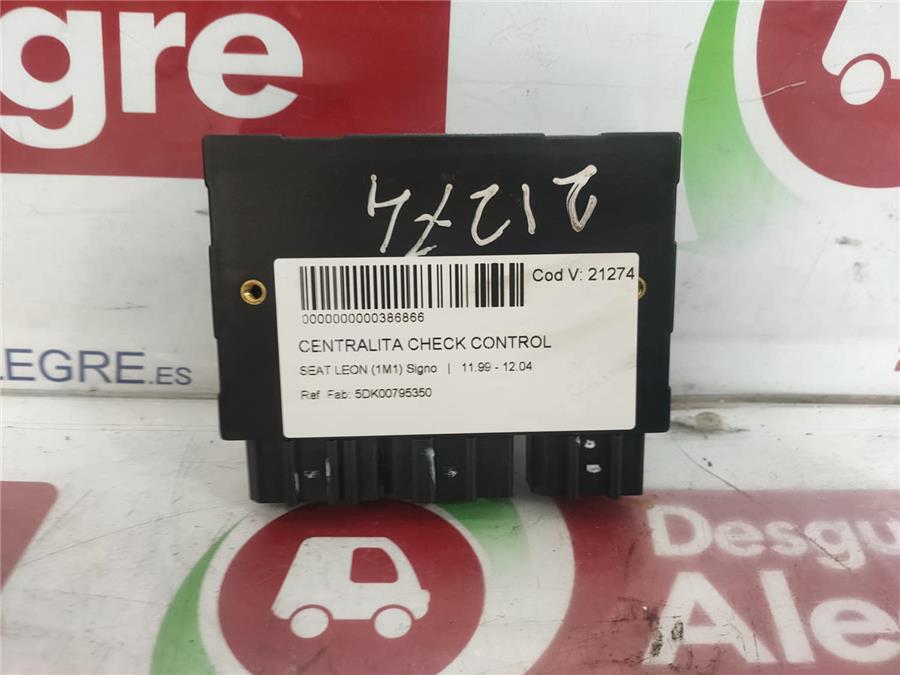 egre
LEGRE.ES
21274
Cod V: 21274
0000000000386866
CENTRALITA CHECK CONTROL
SEAT LEON (1M1) Signo | 11.99 - 12.04
Ref. Fab: 5DK00795350
Desgu
Ale